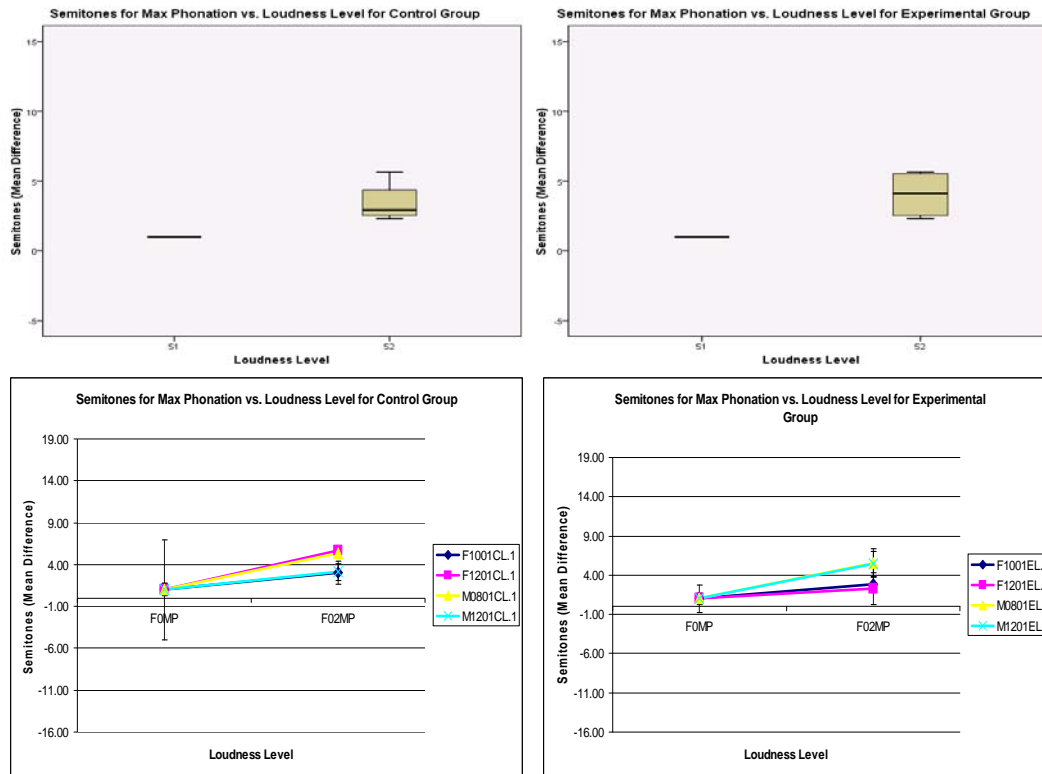 Semitones for Max Phonation vs. Loudness Level for Control Group
15
10
5
0
-5
Semitones (Mean Difference)
S1
S2
Loudness Level
Semitones for Max Phonation vs. Loudness Level for Experimental Group
15
10
5
0
-5
Semitones (Mean Difference)
S1
S2
Loudness Level
Semitones for Max Phonation vs. Loudness Level for Control Group
19.00
14.00
9.00
4.00
-1.00
-6.00
-11.00
-16.00
Semitones (Mean Difference)
F0MP
F02MP
Loudness Level
F1001CL.1
F1201CL.1
M0801CL.1
M1201CL.1
Semitones for Max Phonation vs. Loudness Level for Experimental
Group
19.00
14.00
9.00
4.00
-1.00
-6.00
-11.00
-16.00
Semitones (Mean Difference)
F0MP
F02MP
Loudness Level
F1001EL.
F1201EL.
M0801EL
M1201EL.